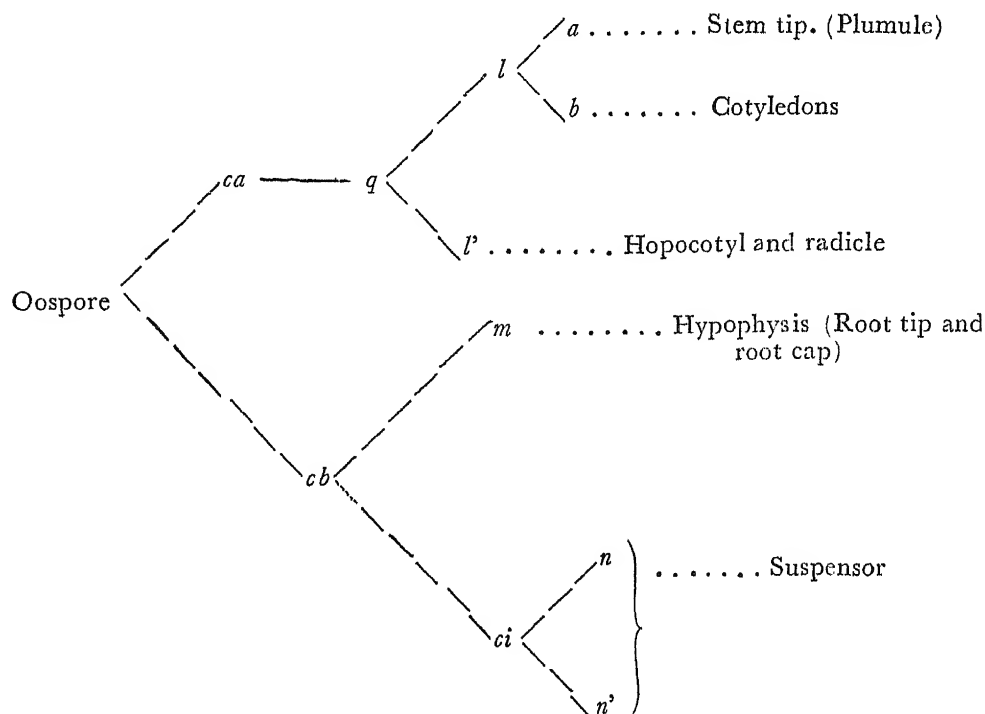 a ....... Stem tip. (Plumule)
l
b ....... Cotyledons
ca q
l' ........ Hopocotyl and radicle
Oospore
m ........ Hypophysis (Root tip and
root cap)
cb
n
....... Suspensor
ci
n'